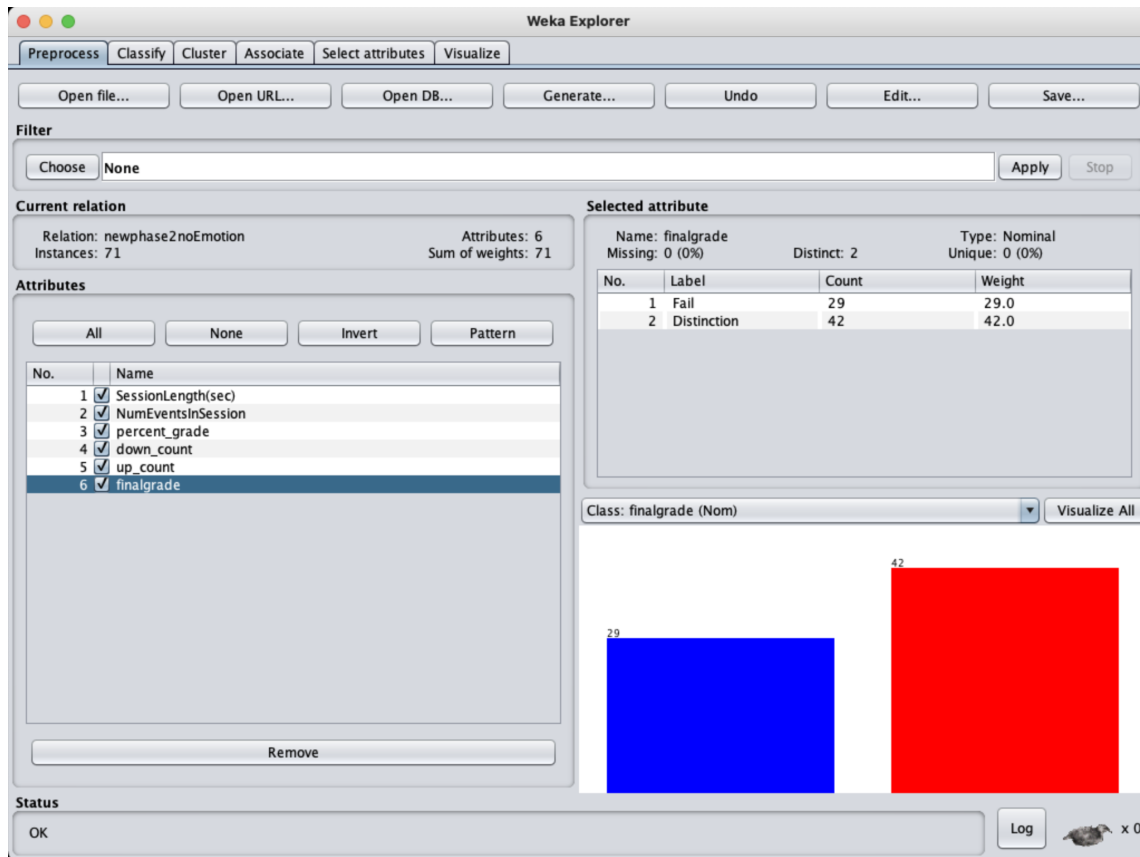 Weka Explorer
Preprocess Classify Cluster Associate Select attributes Visualize
Open file... Open URL... Open DB... Generate... Undo Edit... Save...
Filter
Choose None Apply Stop
Current relation
Relation: newphase2noEmotion Attributes: 6
Instances: 71 Sum of weights: 71
Attributes
All None Invert Pattern
No. Name
1 SessionLength(sec)
2 NumEventsInSession
3 percent_grade
4 down_count
5 up_count
6 finalgrade
Remove
Selected attribute
Name: finalgrade Type: Nominal
Missing: 0 (0%) Distinct: 2 Unique: 0 (0%)
No. Label Count Weight
1 Fail 29 29.0
2 Distinction 42 42.0
Class: finalgrade (Nom) Visualize All
42
29
Status
OK Log x 0